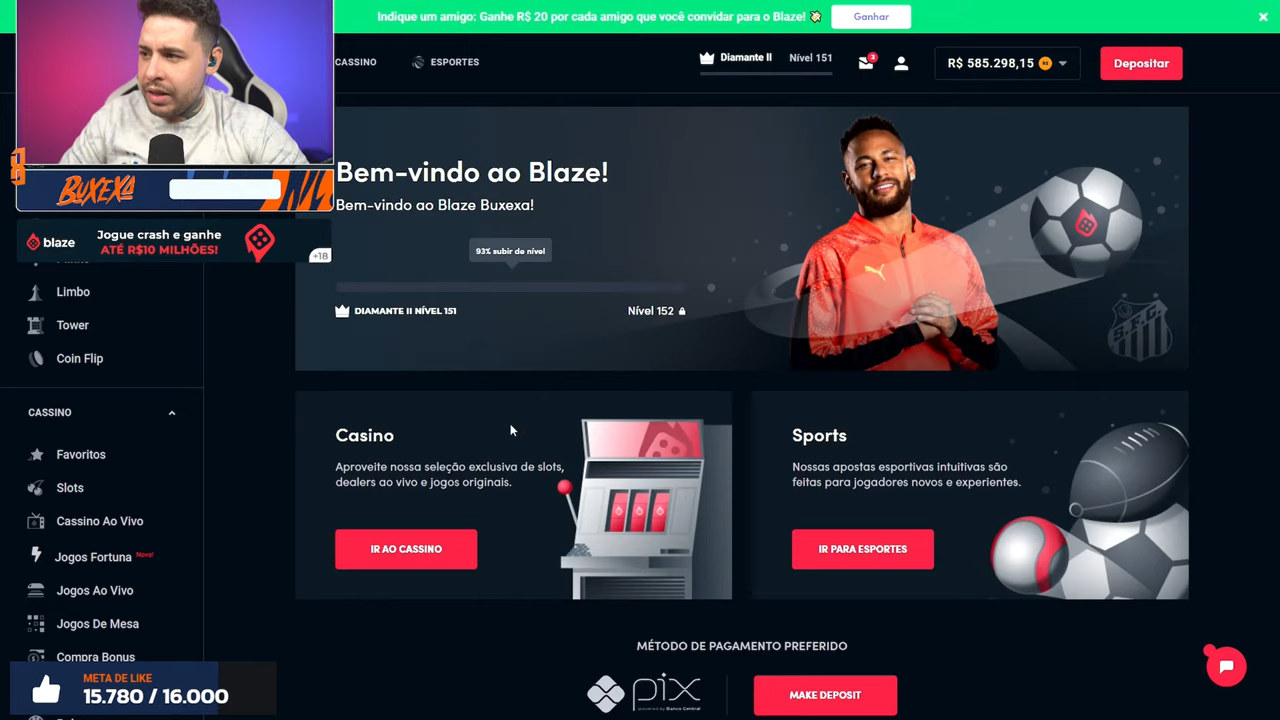 Indique um amigo: Ganhe R$ 20 por cada amigo que você convidar para o Blaze!
Ganhar
CASSINO
ESPORTES
Diamante II
Nível 151
3
R$ 585.298,15
R$
Depositar
BUXEXA
blaze
Jogue crash e ganhe
ATÉ R$10 MILHÕES!
+18
Bem-vindo ao Blaze!
Bem-vindo ao Blaze Buxexa!
93% subir de nível
DIAMANTE II NÍVEL 151
Nível 152
Limbo
Tower
Coin Flip
CASSINO
Favoritos
Slots
Cassino Ao Vivo
Jogos Fortuna Nova!
Jogos Ao Vivo
Jogos De Mesa
Compra Bonus
Casino
Aproveite nossa seleção exclusiva de slots,
dealers ao vivo e jogos originais.
IR AO CASSINO
Sports
Nossas apostas esportivas intuitivas são
feitas para jogadores novos e experientes.
IR PARA ESPORTES
MÉTODO DE PAGAMENTO PREFERIDO
pix
powered by Banco Central
MAKE DEPOSIT
META DE LIKE
15.780 / 16.000